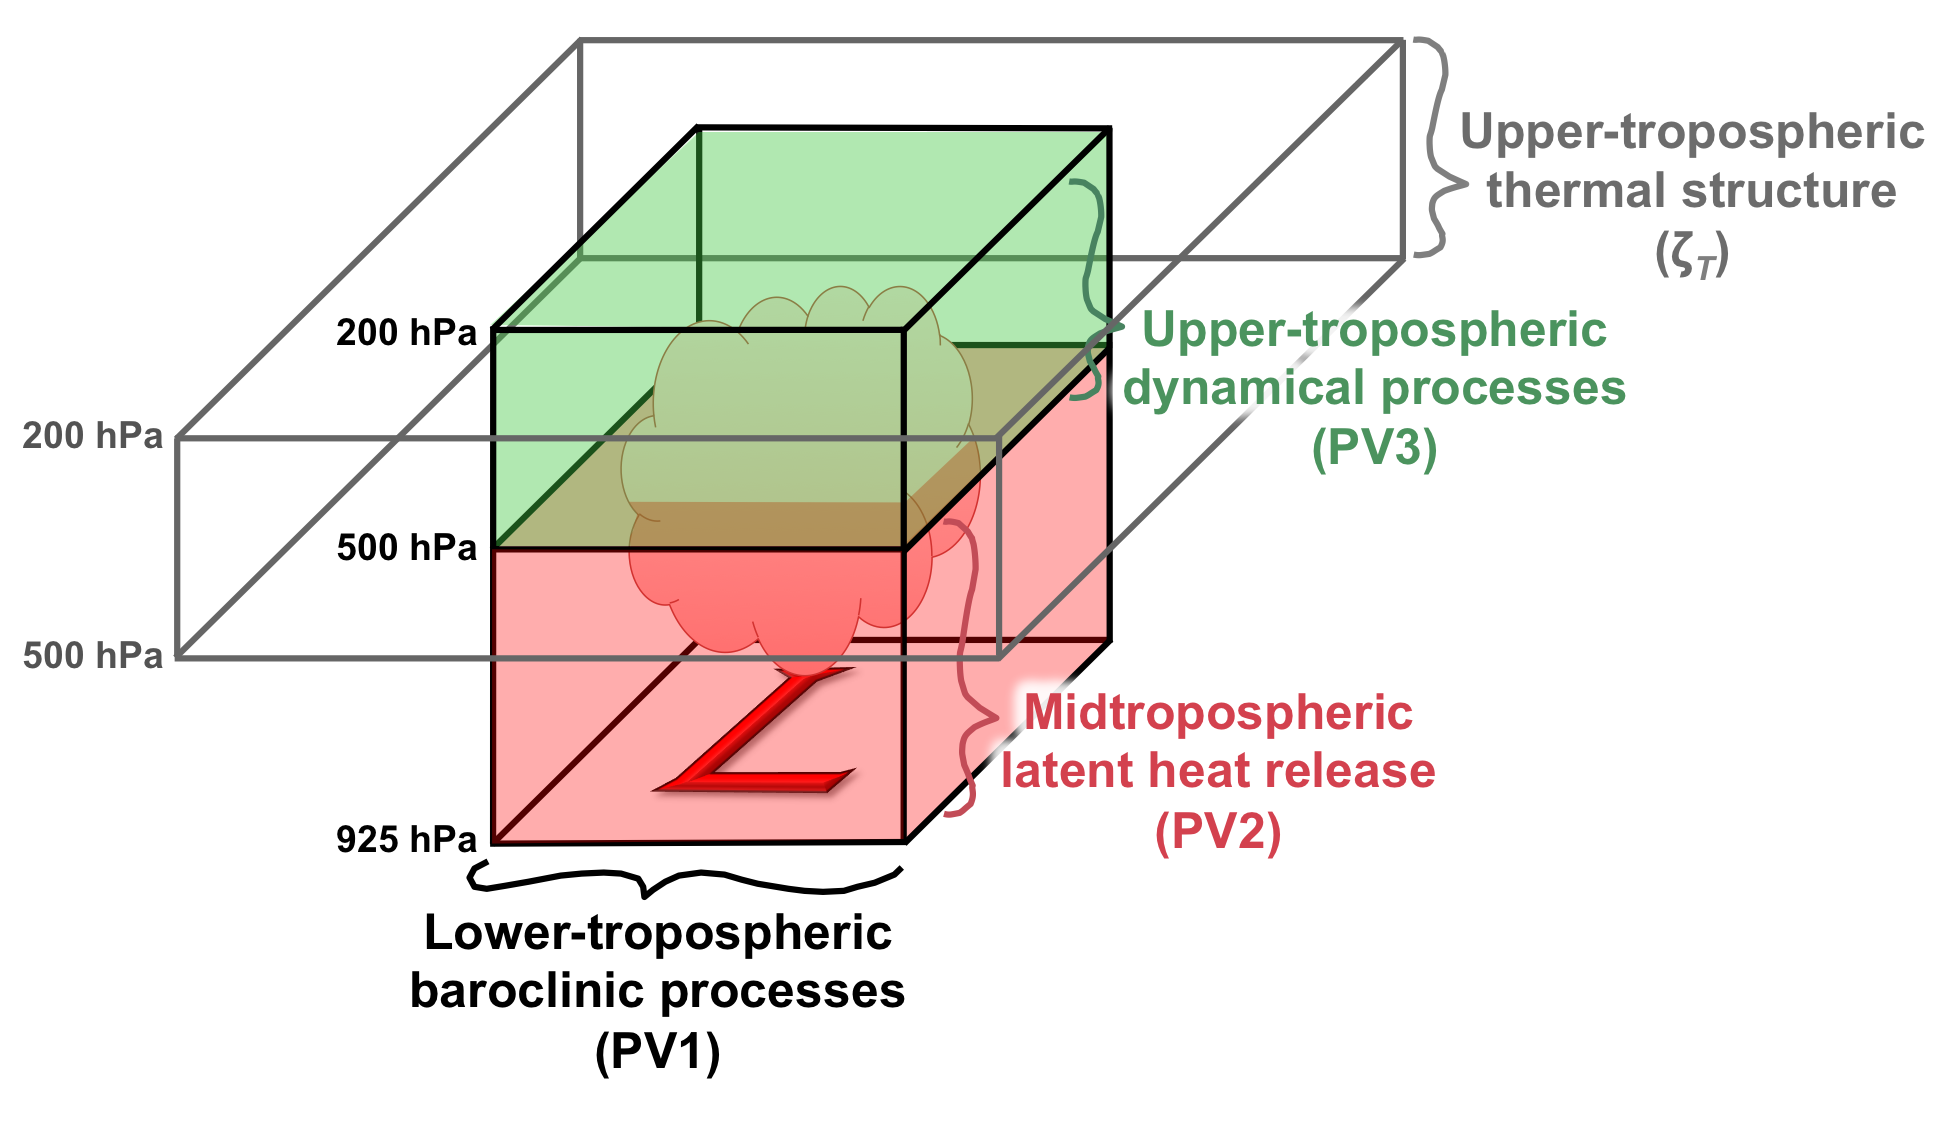 Upper-tropospheric
thermal structure
(ζT)
200 hPa
Upper-tropospheric
dynamical processes
(PV3)
200 hPa
500 hPa
500 hPa
Midtropospheric
latent heat release
(PV2)
L
925 hPa
Lower-tropospheric
baroclinic processes
(PV1)